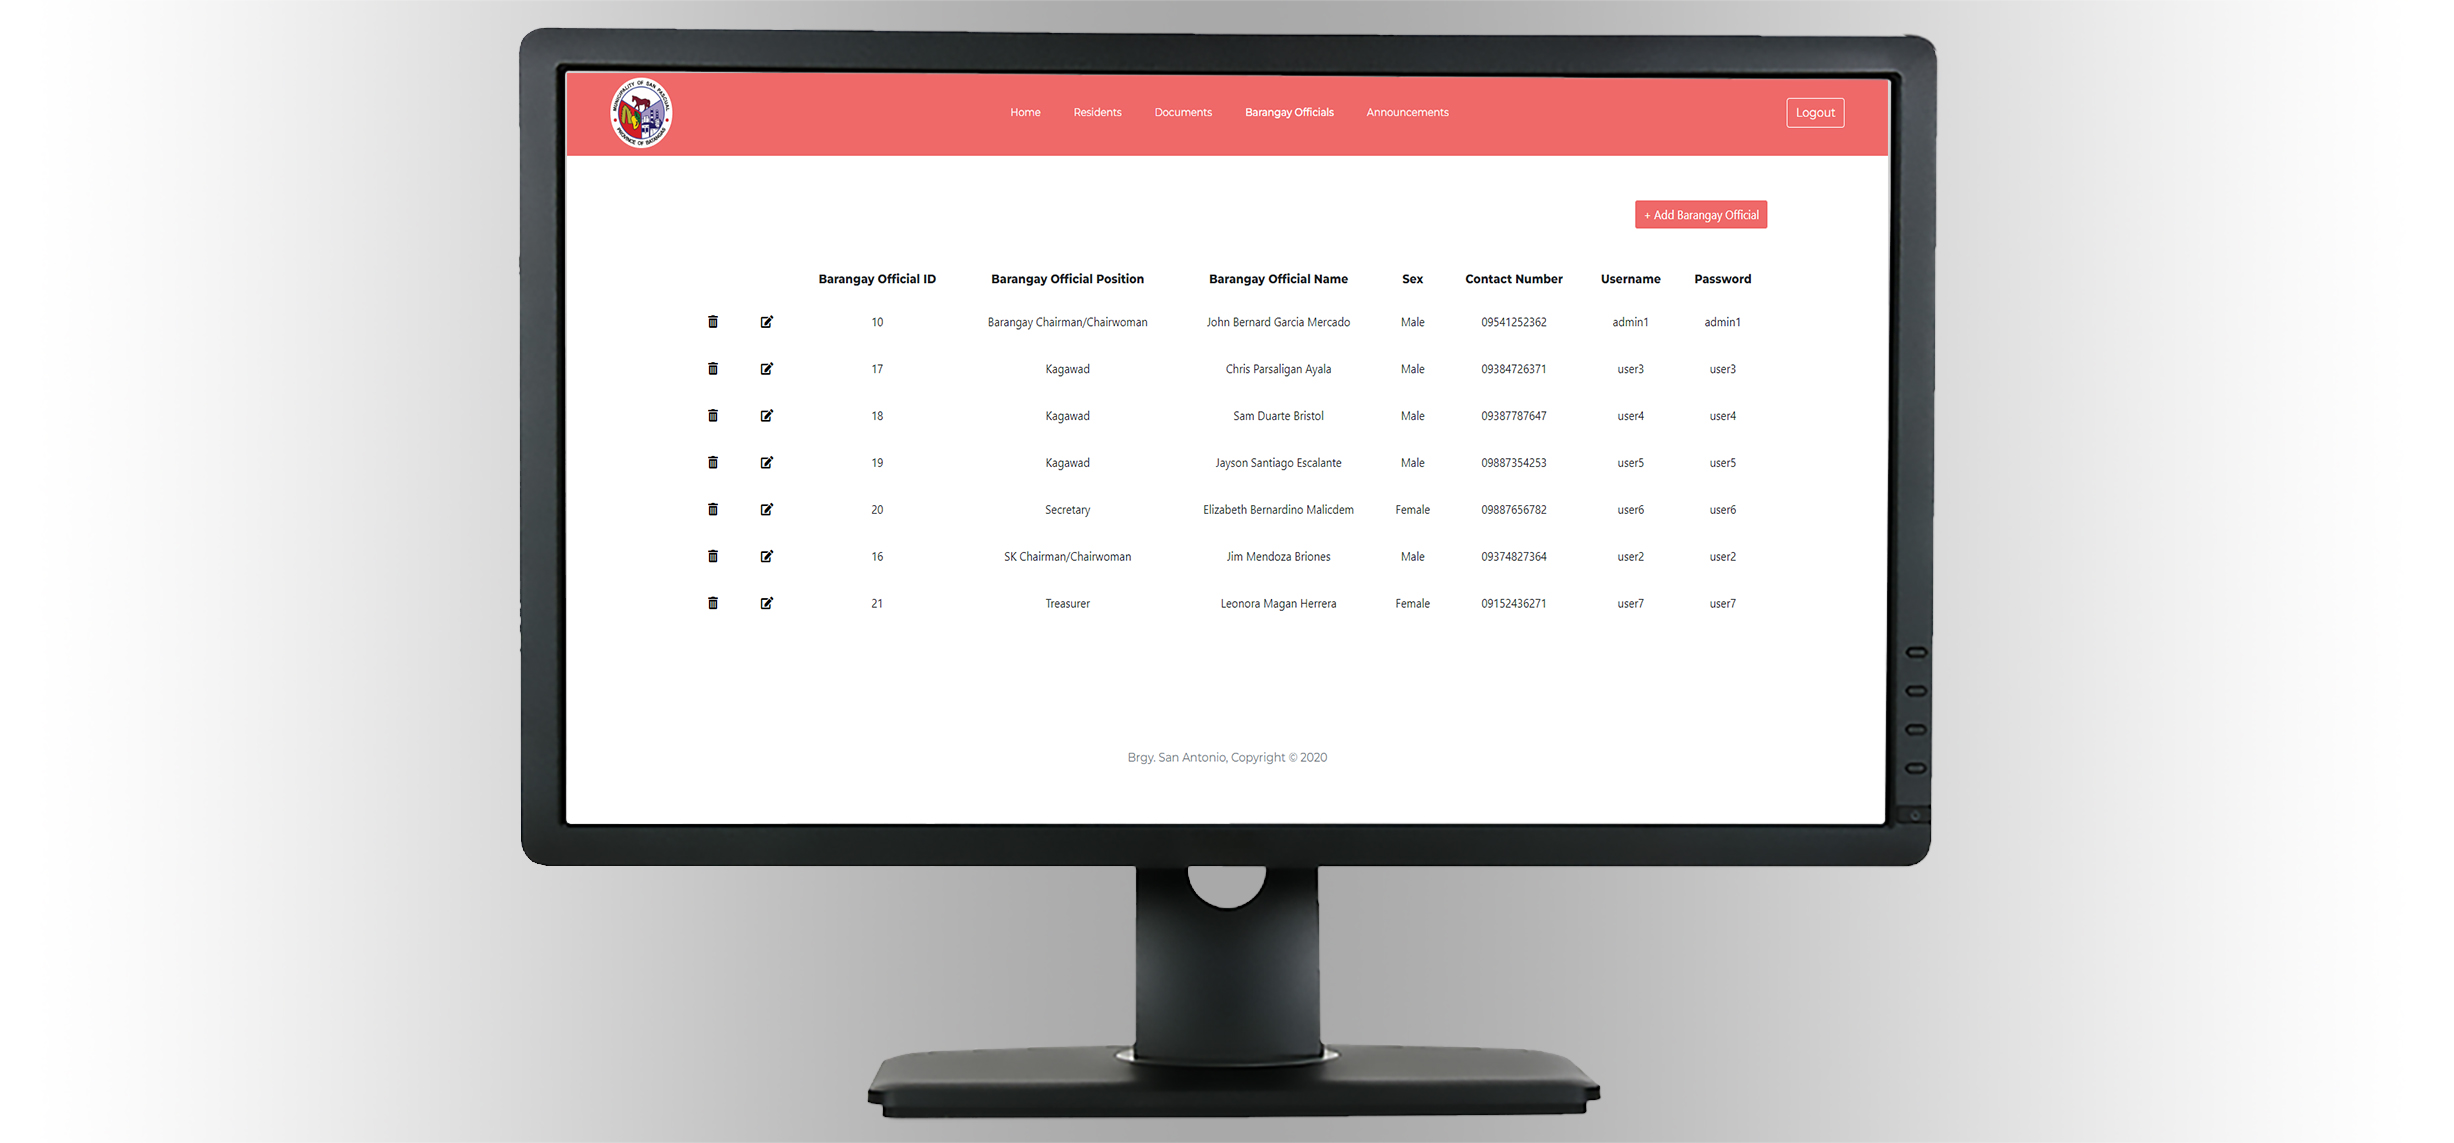 MUNICIPALITY OF SAN PASCUAL
PROVINCE OF BATANGAS
Home Residents Documents Barangay Officials Announcements Logout
+ Add Barangay Official
Barangay Official ID Barangay Official Position Barangay Official Name Sex Contact Number Username Password
10 Barangay Chairman/Chairwoman John Bernard Garcia Mercado Male 09541252362 admin1 admin1
17 Kagawad Chris Parsaligan Ayala Male 09384726371 user3 user3
18 Kagawad Sam Duarte Bristol Male 09387787647 user4 user4
19 Kagawad Jayson Santiago Escalante Male 09887354253 user5 user5
20 Secretary Elizabeth Bernardino Malicdem Female 09887656782 user6 user6
16 SK Chairman/Chairwoman Jim Mendoza Briones Male 09374827364 user2 user2
21 Treasurer Leonora Magan Herrera Female 09152436271 user7 user7
Brgy. San Antonio, Copyright © 2020